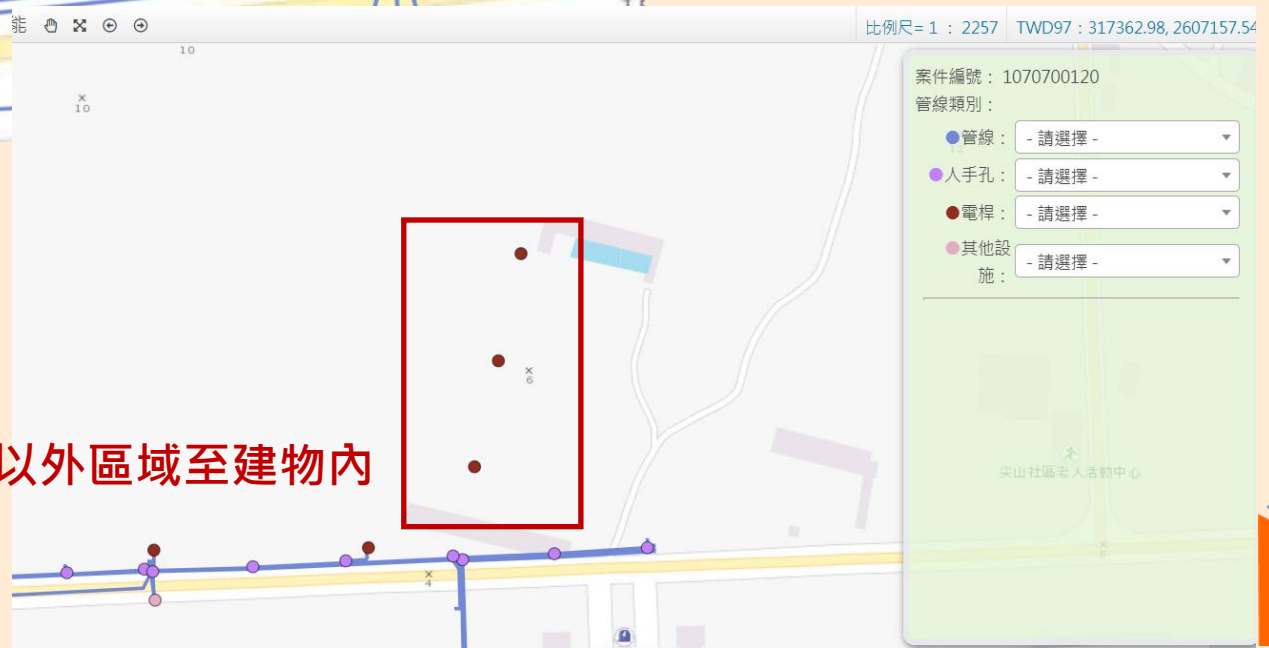 能
比例尺= 1 : 2257 TWD97 : 317362.98, 2607157.54
10
×
10
案件編號： 1070700120
管線類別：
管線： - 請選擇 -
人手孔： - 請選擇 -
電桿： - 請選擇 -
其他設施： - 請選擇 -
×
6
以外區域至建物內
尖山社區老人活動中心
×
4